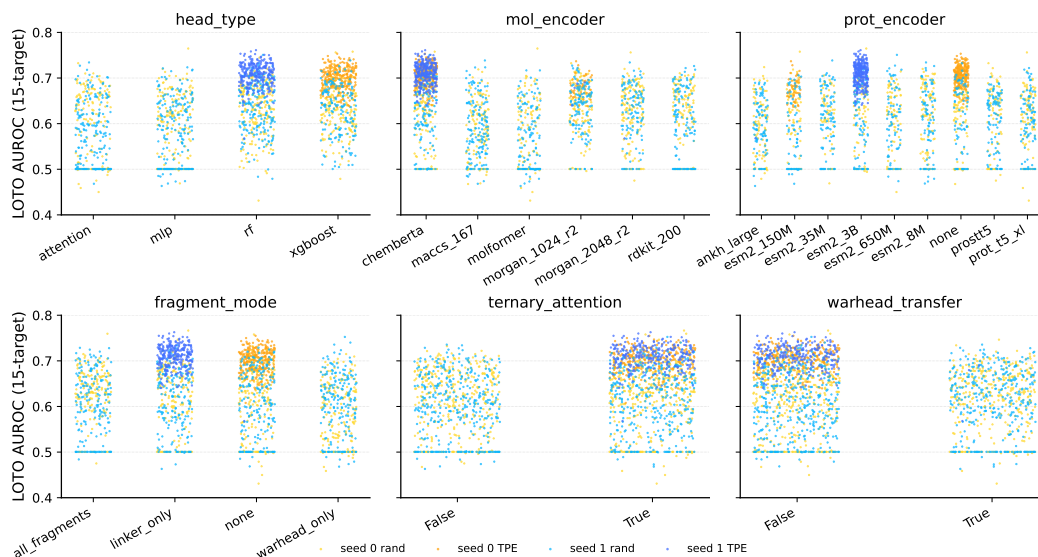 head_type
mol_encoder
prot_encoder
LOTO AUROC (15-target)
0.8
0.7
0.6
0.5
0.4
attention
mlp
rf
xgboost
chemberta
maccs_167
molformer
morgan_1024_r2
morgan_2048_r2
rdkit_200
ankh_large
esm2_150M
esm2_35M
esm2_3B
esm2_650M
esm2_8M
none
prostt5
prot_t5_xl
fragment_mode
ternary_attention
warhead_transfer
LOTO AUROC (15-target)
0.8
0.7
0.6
0.5
0.4
all_fragments
linker_only
none
warhead_only
False
True
False
True
seed 0 rand
seed 0 TPE
seed 1 rand
seed 1 TPE